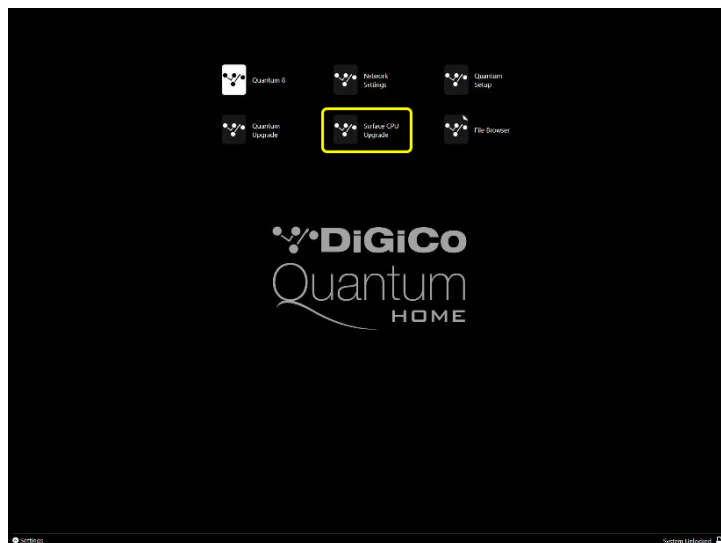 Quantum 8
Network
Settings
Quantum
Setup
Quantum
Upgrade
Surface CPU
Upgrade
File Browser
DiGiCo
Quantum
HOME
Settings
System Unlocked